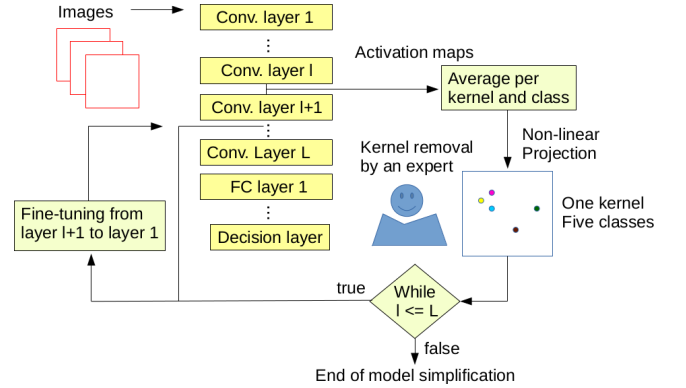 Images
Conv. layer 1
Conv. layer l
Activation maps
Average per
kernel and class
Conv. layer l+1
Conv. Layer L
FC layer 1
Decision layer
Kernel removal
by an expert
Non-linear
Projection
One kernel
Five classes
Fine-tuning from
layer l+1 to layer 1
true
While
l <= L
false
End of model simplification